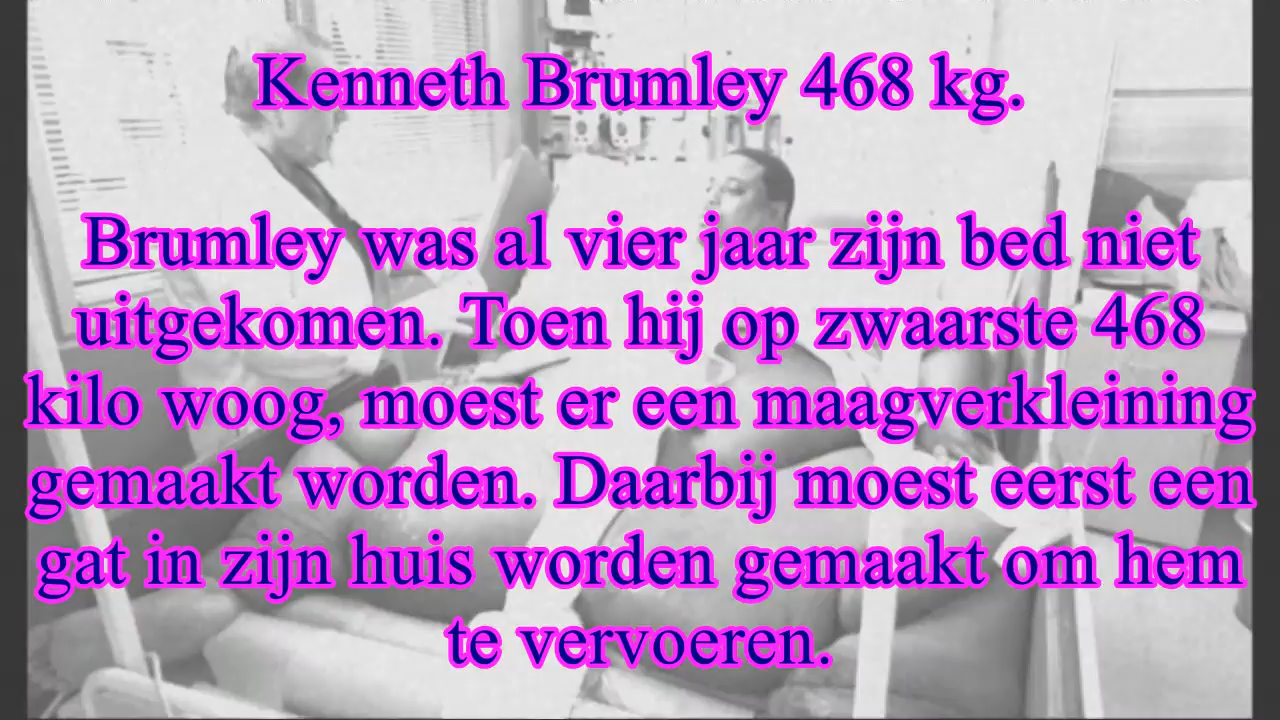 Kenneth Brumley 468 kg.
Brumley was al vier jaar zijn bed niet
uitgekomen. Toen hij op zwaarste 468
kilo woog, moest er een maagverkleining
gemaakt worden. Daarbij moest eerst een
gat in zijn huis worden gemaakt om hem
te vervoeren.